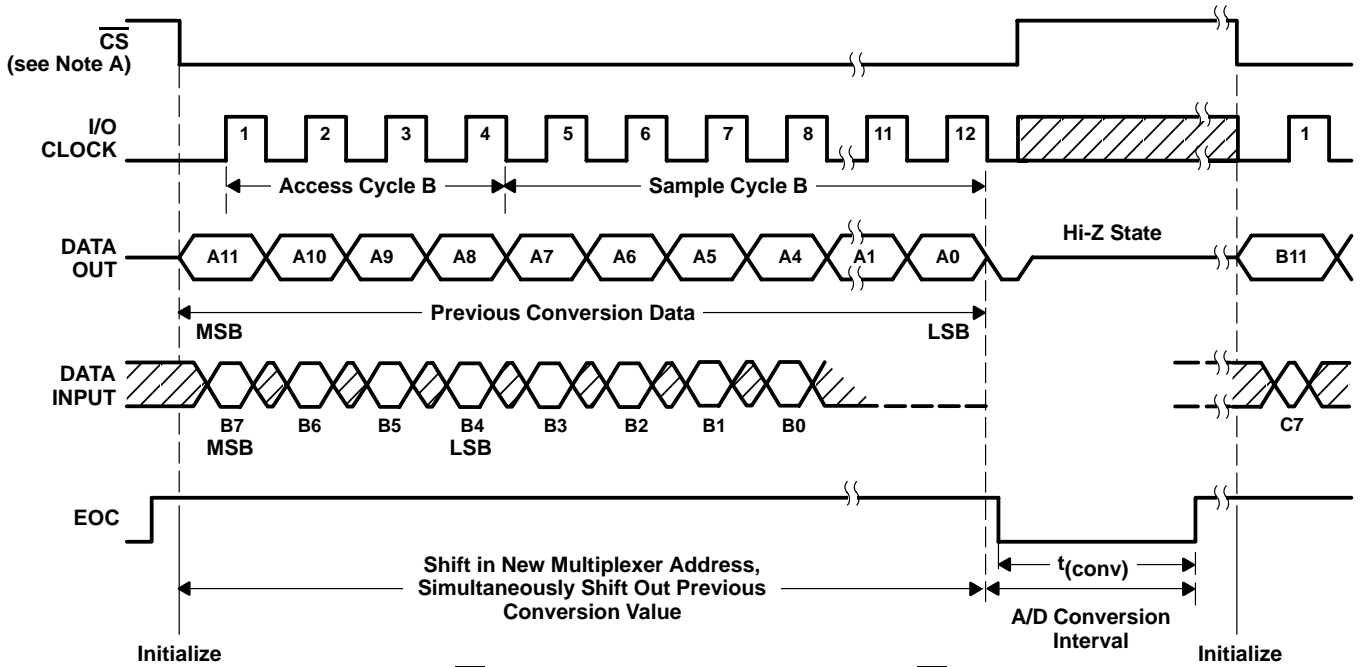 CS
(see Note A)
I/O
CLOCK
1 2 3 4 5 6 7 8 11 12 1
Access Cycle B Sample Cycle B
DATA
OUT
A11 A10 A9 A8 A7 A6 A5 A4 A1 A0 Hi-Z State B11
Previous Conversion Data
MSB LSB
DATA
INPUT
B7 B6 B5 B4 B3 B2 B1 B0 C7
MSB LSB
EOC
t(conv)
Shift in New Multiplexer Address,
Simultaneously Shift Out Previous
Conversion Value
A/D Conversion
Interval
Initialize Initialize